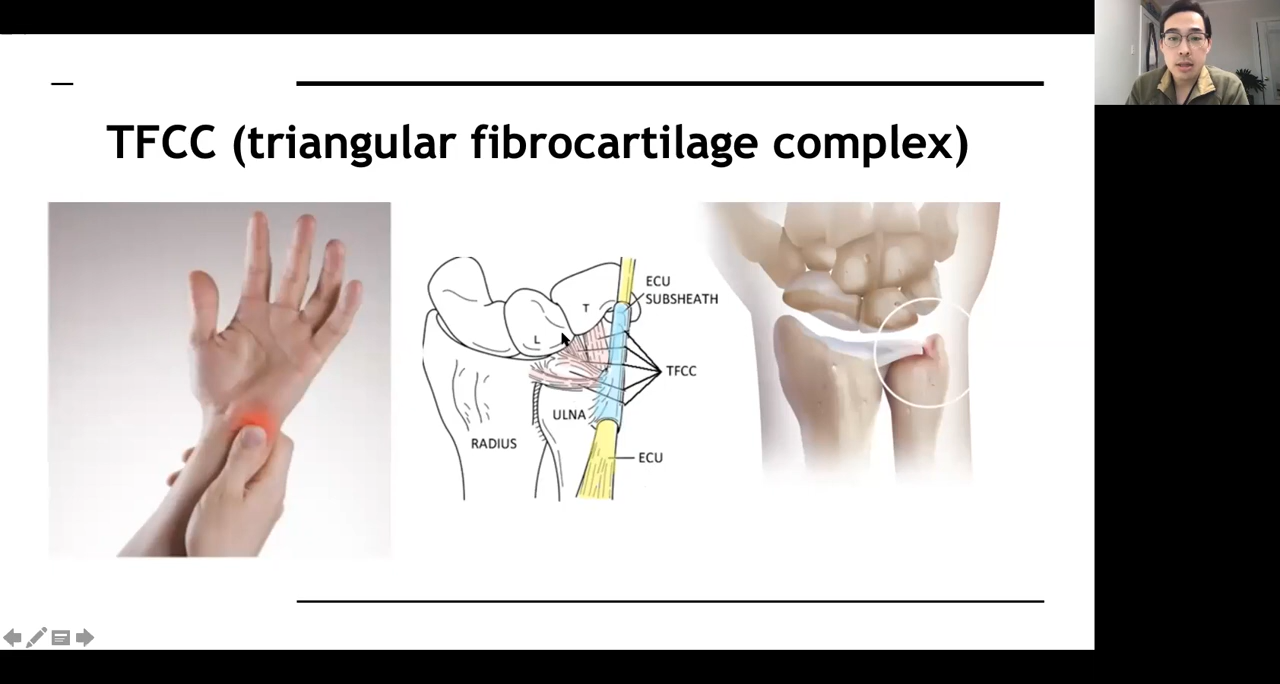 TFCC (triangular fibrocartilage complex)
ECU
SUBSHEATH
T
L
TFCC
ULNA
RADIUS
ECU